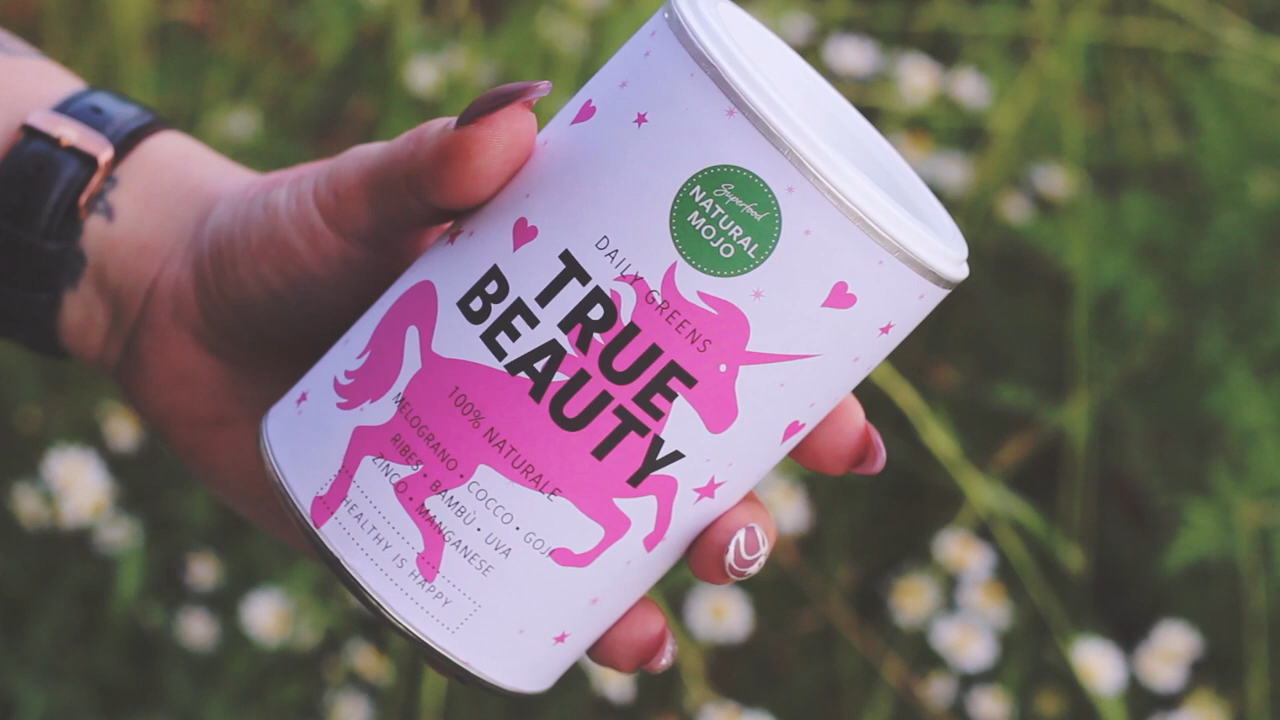 Superfood
NATURAL
MOJO
DAILY GREENS
TRUE
BEAUTY
100% NATURALE
MELOGRANO • COCCO • GOJI
RIBES • BAMBÙ • UVA
ZINCO • MANGANESE
HEALTHY IS HAPPY